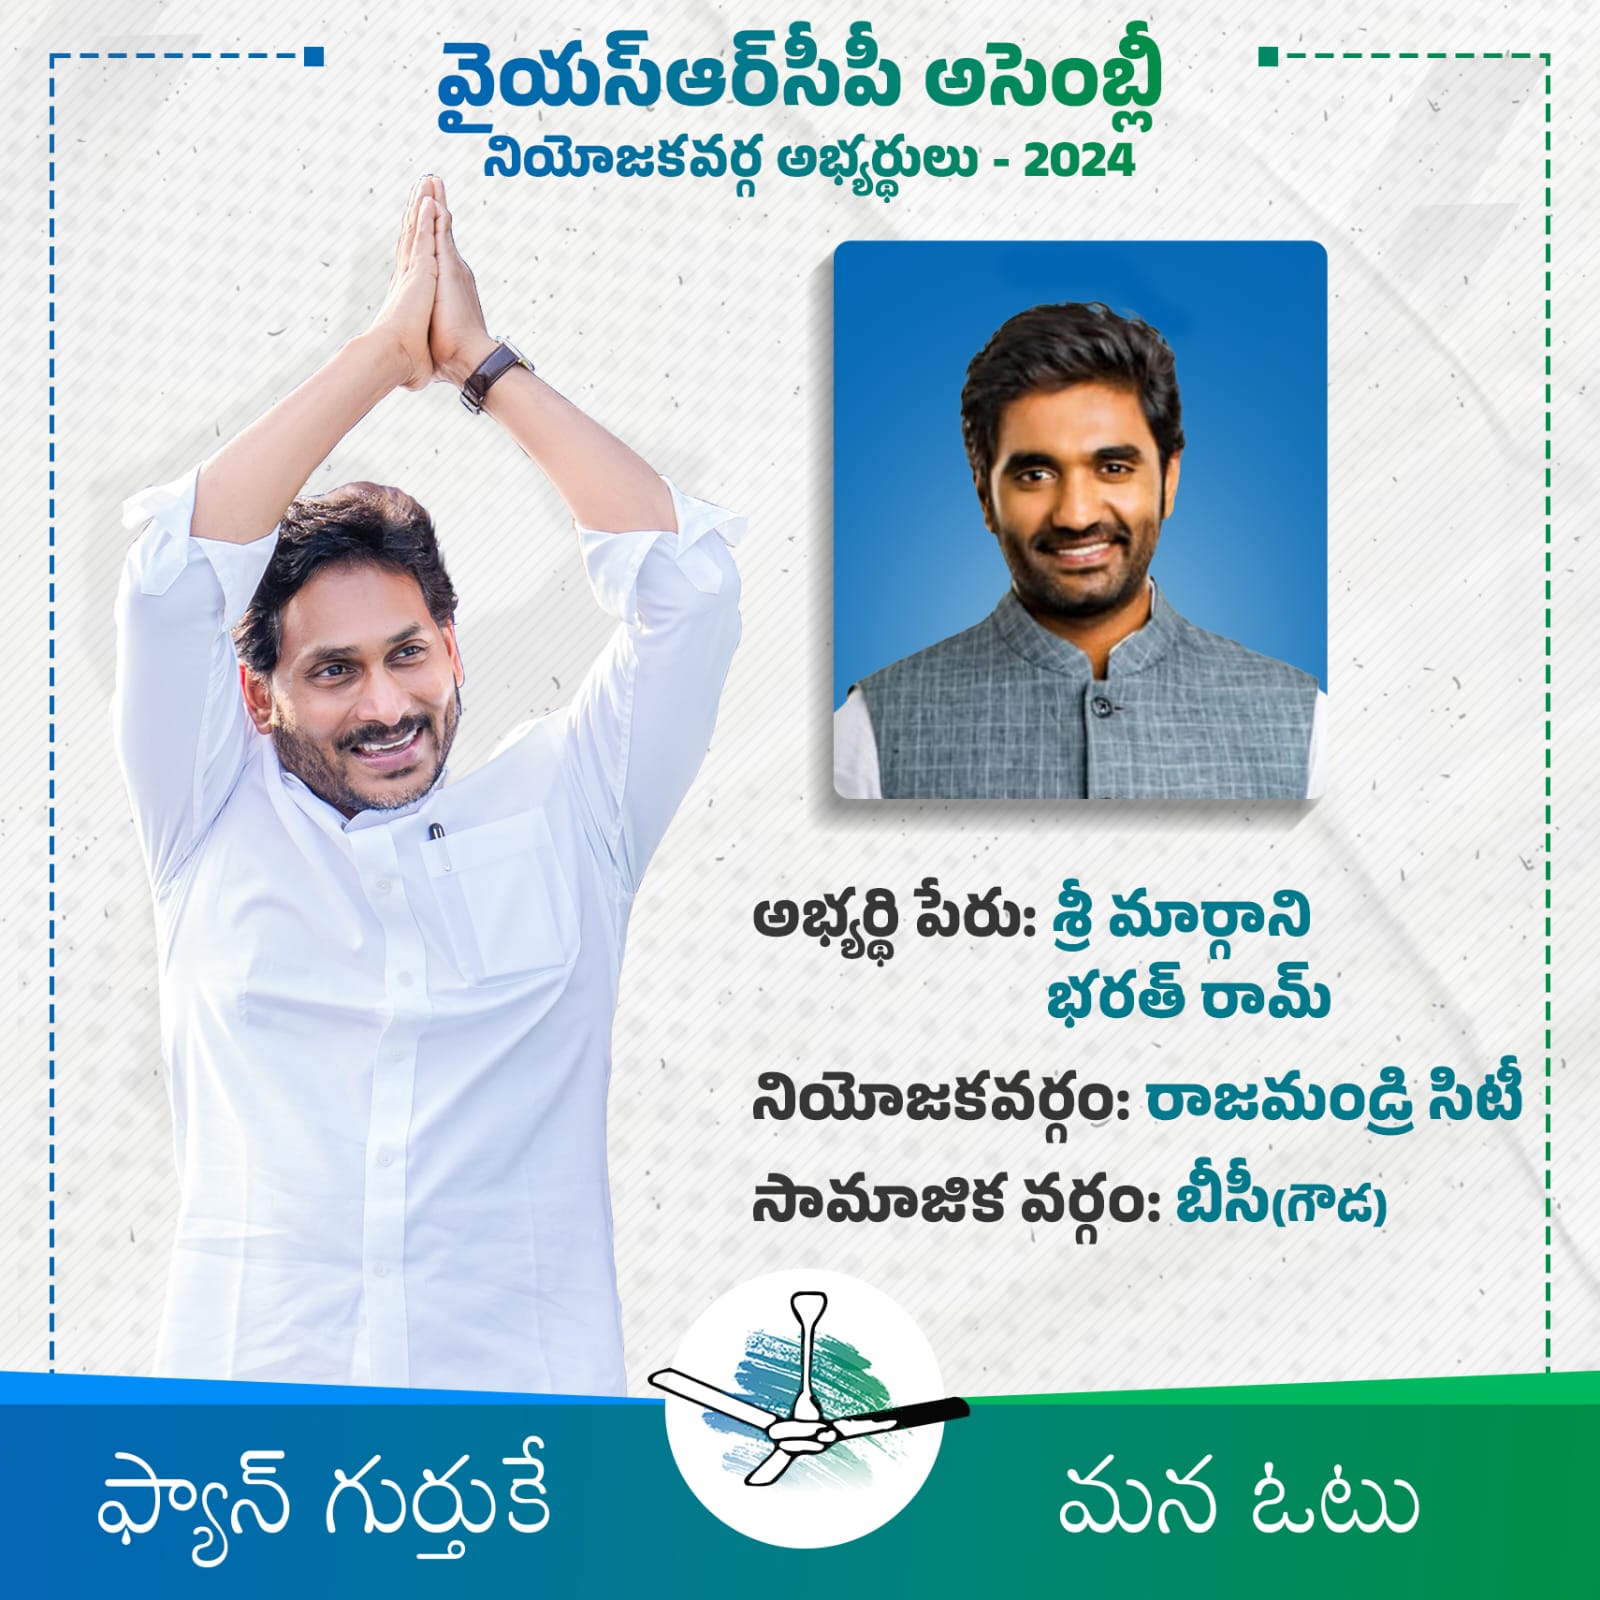 వైయస్ఆర్‌సీపీ అసెంబ్లీ
నియోజకవర్గ అభ్యర్థులు - 2024
అభ్యర్థి పేరు: శ్రీ మార్గాని
భరత్ రామ్
నియోజకవర్గం: రాజమండ్రి సిటీ
సామాజిక వర్గం: బీసీ(గౌడ)
ఫ్యాన్ గుర్తుకే
మన ఓటు